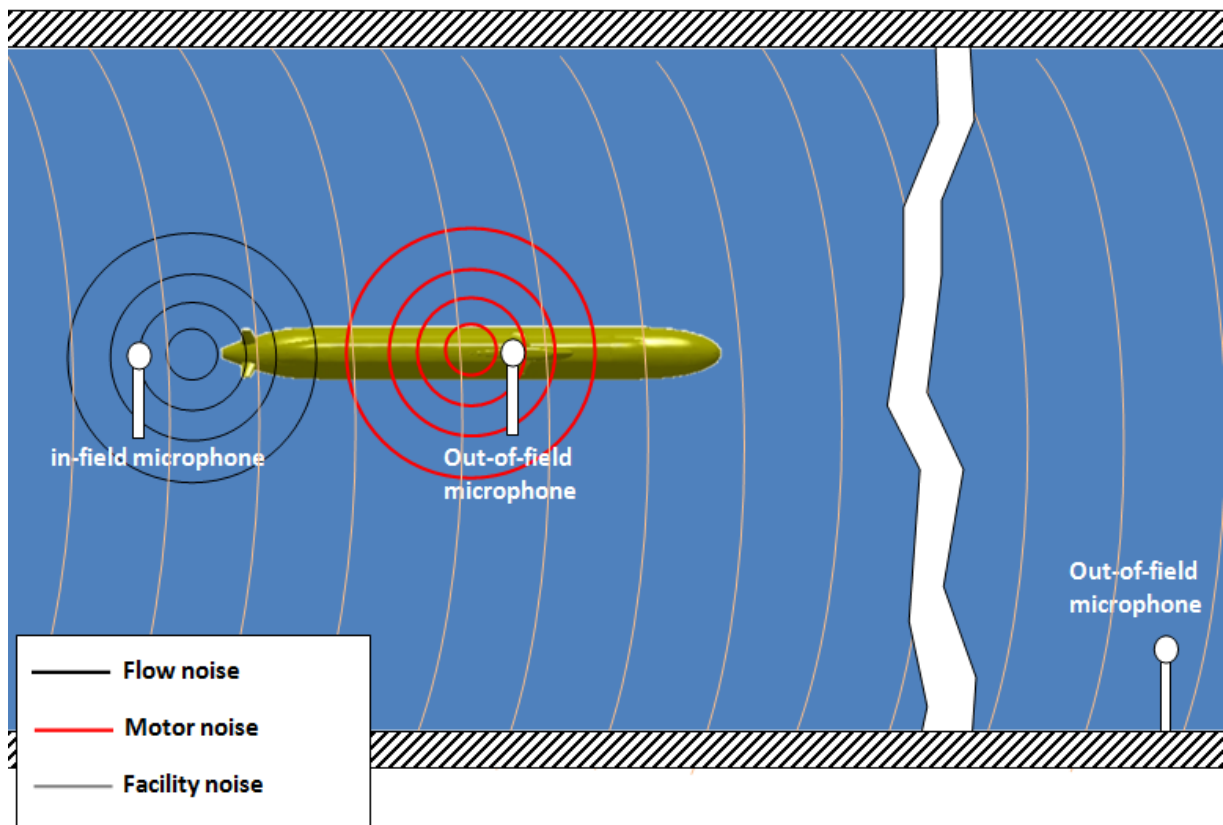 in-field microphone
Out-of-field
microphone
Out-of-field
microphone
Flow noise
Motor noise
Facility noise